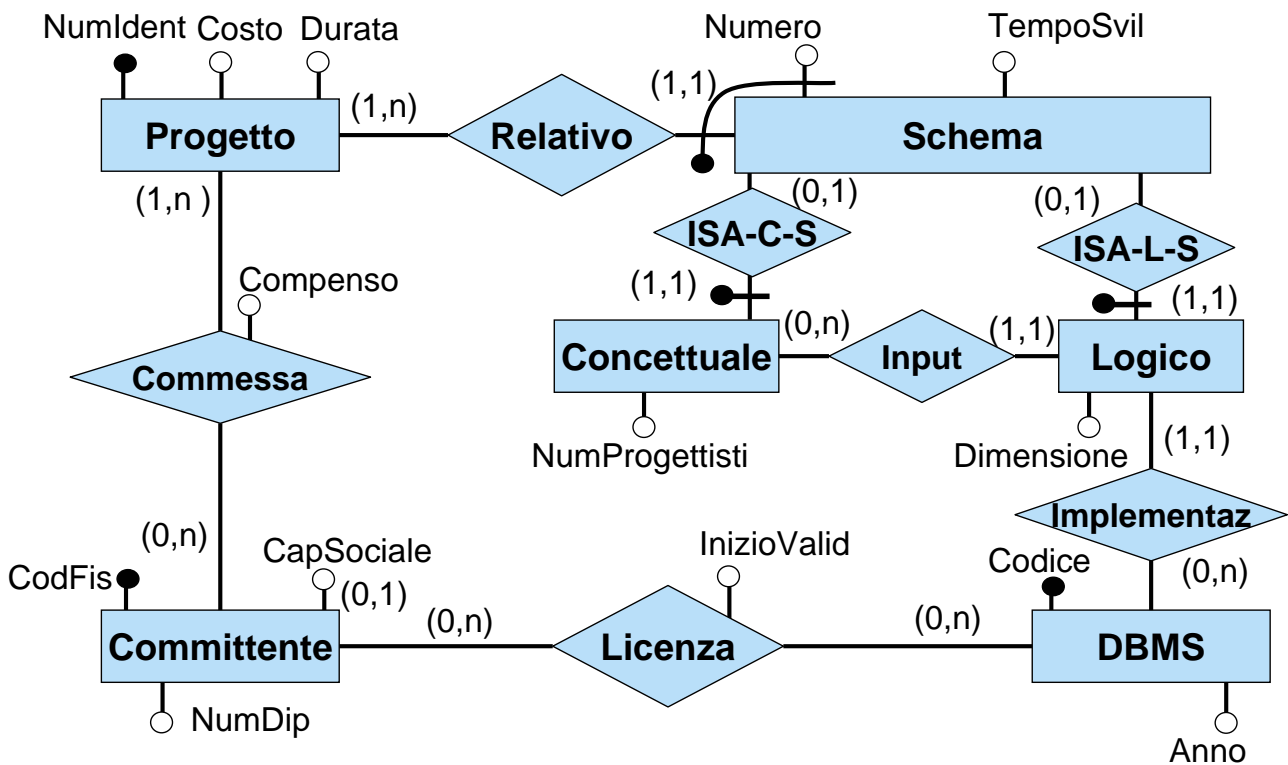 NumIdent Costo Durata Numero TempoSvil
(1,n) (1,1)
Progetto Relativo Schema
(1,n ) (0,1) (0,1)
ISA-C-S ISA-L-S
Compenso (1,1) (1,1)
(0,n) (1,1)
Concettuale Input Logico
Commessa
NumProgettisti Dimensione (1,1)
Implementaz
(0,n) CapSociale InizioValid Codice (0,n)
CodFis (0,1)
(0,n) (0,n)
Committente Licenza DBMS
NumDip
Anno